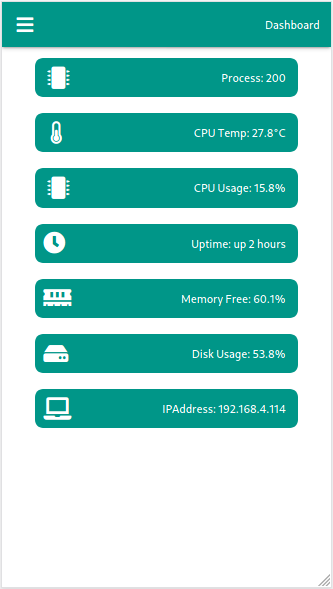 Dashboard
Process: 200
CPU Temp: 27.8°C
CPU Usage: 15.8%
Uptime: up 2 hours
Memory Free: 60.1%
Disk Usage: 53.8%
IPAddress: 192.168.4.114